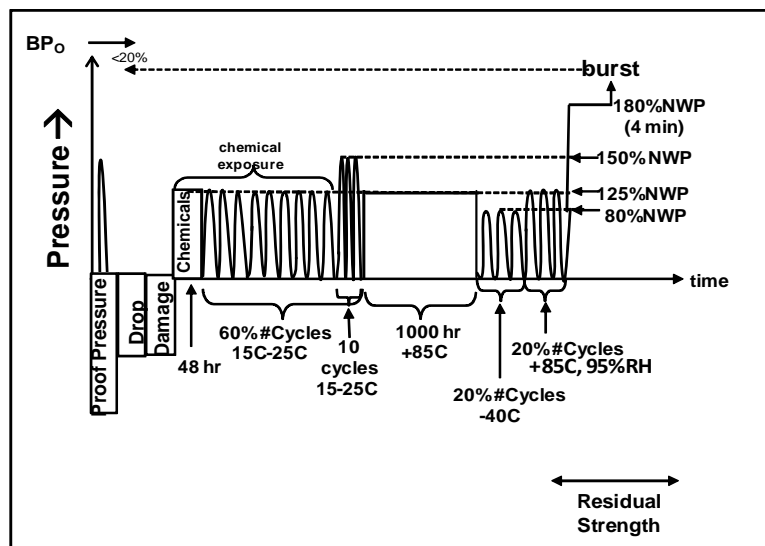 BPO
<20%
burst
180%NWP
(4 min)
chemical
exposure
150%NWP
125%NWP
80%NWP
Pressure →
Chemicals
time
Proof Pressure
Drop
Damage
48 hr
60% #Cycles
15C-25C
10
cycles
15-25C
1000 hr
+85C
20% #Cycles
-40C
20% #Cycles
+85C, 95%RH
Residual
Strength